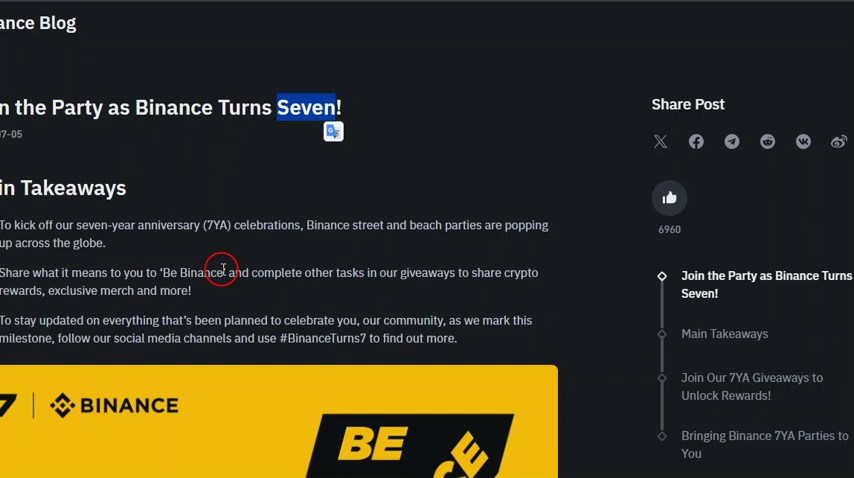 ance Blog
n the Party as Binance Turns Seven!
07-05
in Takeaways
To kick off our seven-year anniversary (7YA) celebrations, Binance street and beach parties are popping
up across the globe.
Share what it means to you to ‘Be Binance’ and complete other tasks in our giveaways to share crypto
rewards, exclusive merch and more!
To stay updated on everything that’s been planned to celebrate you, our community, as we mark this
milestone, follow our social media channels and use #BinanceTurns7 to find out more.
7 | BINANCE
BE
CE
Share Post
6960
Join the Party as Binance Turns
Seven!
Main Takeaways
Join Our 7YA Giveaways to
Unlock Rewards!
Bringing Binance 7YA Parties to
You